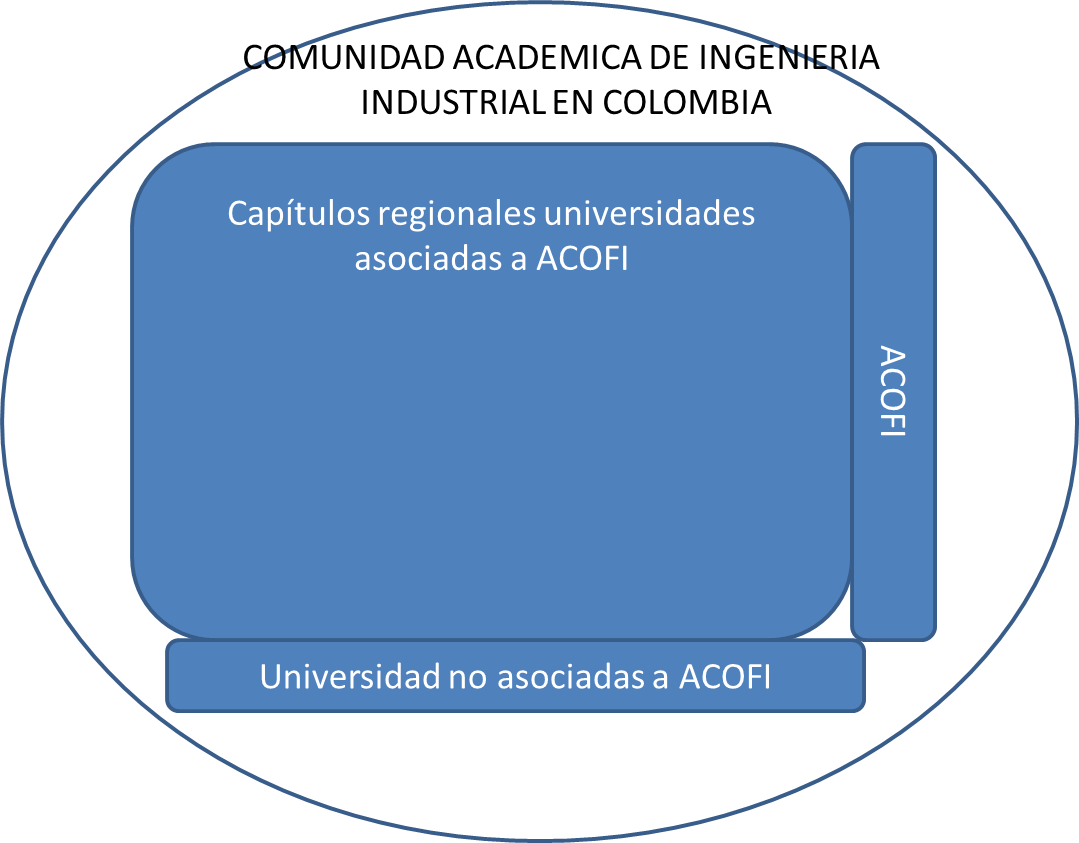 COMUNIDAD ACADEMICA DE INGENIERIA
INDUSTRIAL EN COLOMBIA
Capítulos regionales universidades
asociadas a ACOFI
ACOFI
Universidad no asociadas a ACOFI